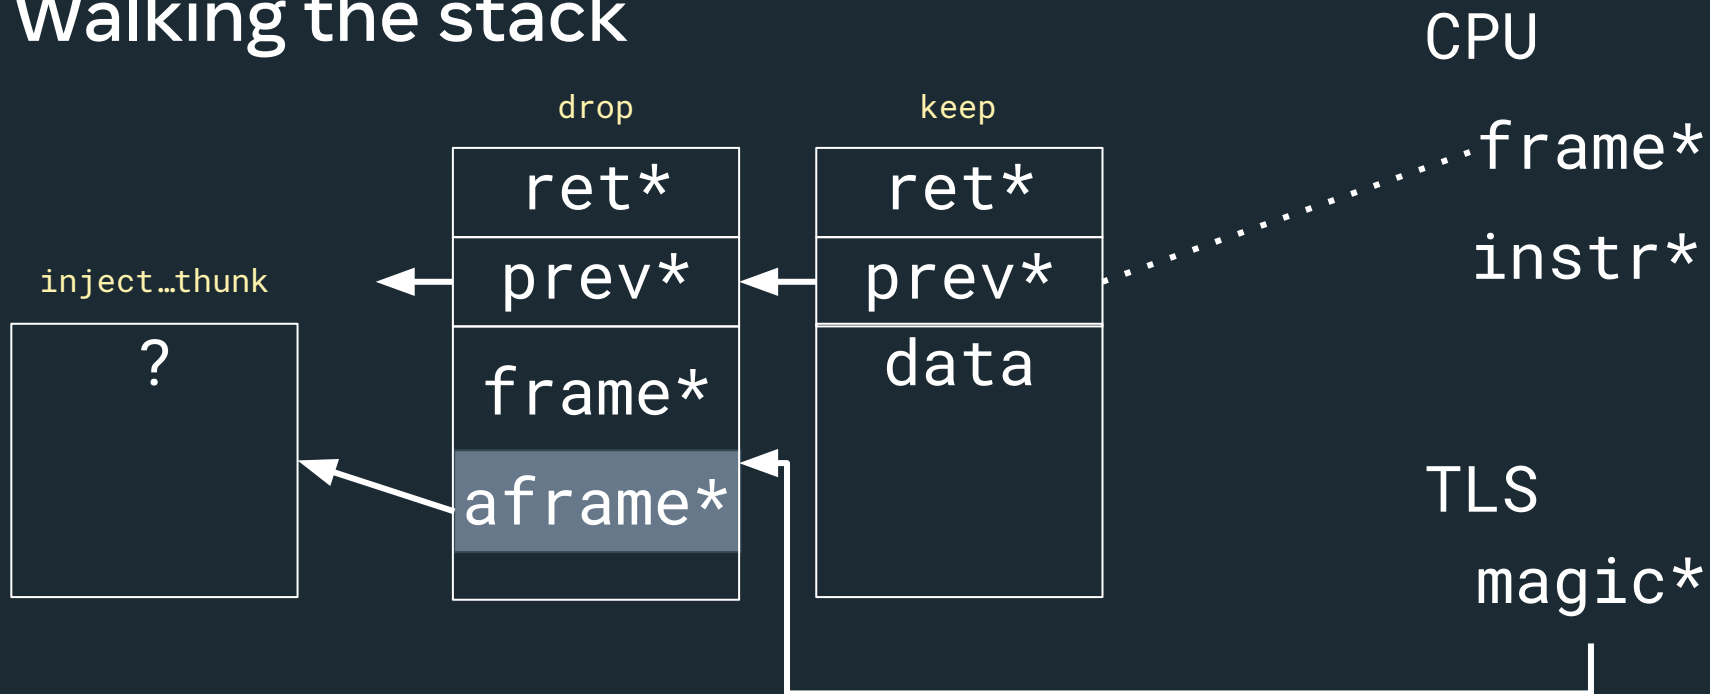 Walking the stack
CPU
drop
keep
frame*
ret*
ret*
instr*
inject…thunk
prev*
prev*
?
frame*
data
aframe*
TLS
magic*